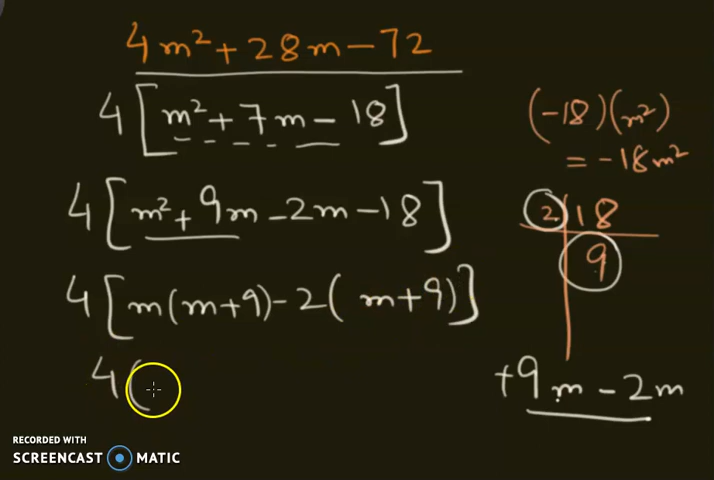 4m² + 28m - 72
4[m² + 7m - 18]
4[m² + 9m - 2m - 18]
4[m(m+9) - 2(m+9)]
4(
(-18)(m²)
= -18m²
2 | 18
9
+9m - 2m
RECORDED WITH
SCREENCAST MATIC